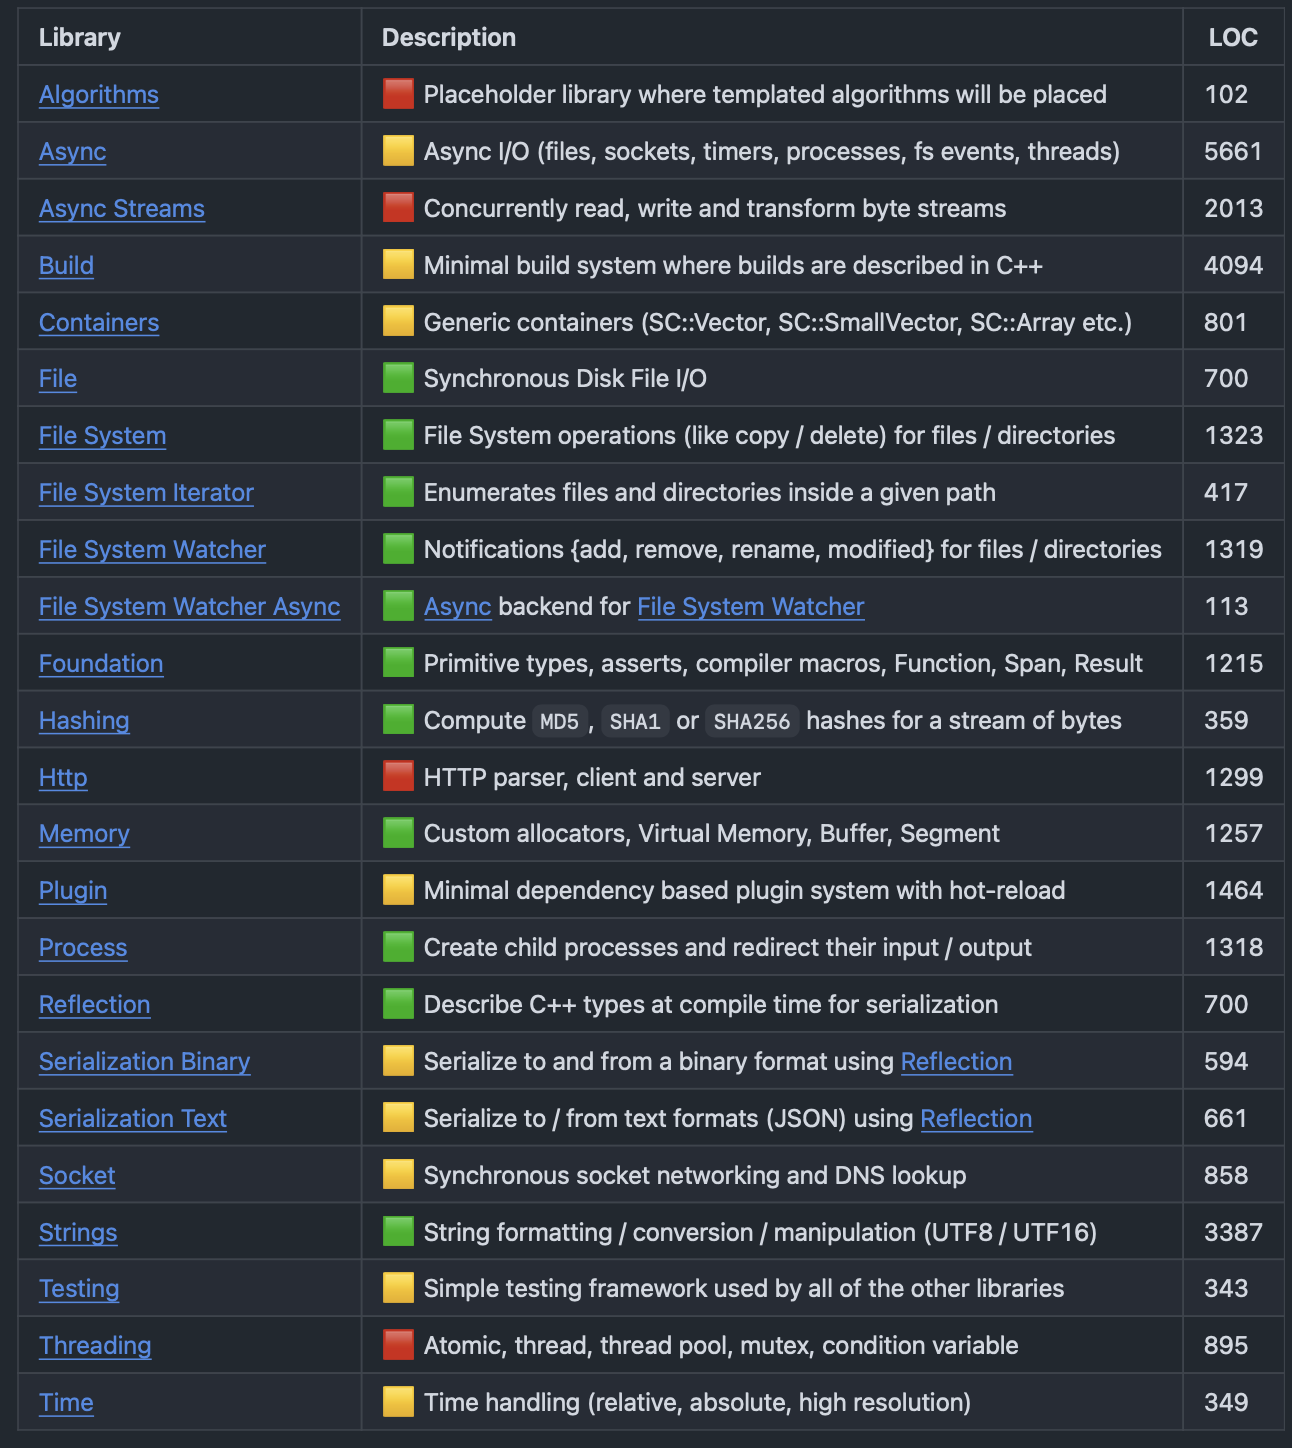 Library Description LOC
Algorithms 🟥 Placeholder library where templated algorithms will be placed 102
Async 🟨 Async I/O (files, sockets, timers, processes, fs events, threads) 5661
Async Streams 🟥 Concurrently read, write and transform byte streams 2013
Build 🟨 Minimal build system where builds are described in C++ 4094
Containers 🟨 Generic containers (SC::Vector, SC::SmallVector, SC::Array etc.) 801
File 🟩 Synchronous Disk File I/O 700
File System 🟩 File System operations (like copy / delete) for files / directories 1323
File System Iterator 🟩 Enumerates files and directories inside a given path 417
File System Watcher 🟩 Notifications {add, remove, rename, modified} for files / directories 1319
File System Watcher Async 🟩 Async backend for File System Watcher 113
Foundation 🟩 Primitive types, asserts, compiler macros, Function, Span, Result 1215
Hashing 🟩 Compute MD5, SHA1 or SHA256 hashes for a stream of bytes 359
Http 🟥 HTTP parser, client and server 1299
Memory 🟩 Custom allocators, Virtual Memory, Buffer, Segment 1257
Plugin 🟨 Minimal dependency based plugin system with hot-reload 1464
Process 🟩 Create child processes and redirect their input / output 1318
Reflection 🟩 Describe C++ types at compile time for serialization 700
Serialization Binary 🟨 Serialize to and from a binary format using Reflection 594
Serialization Text 🟨 Serialize to / from text formats (JSON) using Reflection 661
Socket 🟨 Synchronous socket networking and DNS lookup 858
Strings 🟩 String formatting / conversion / manipulation (UTF8 / UTF16) 3387
Testing 🟨 Simple testing framework used by all of the other libraries 343
Threading 🟥 Atomic, thread, thread pool, mutex, condition variable 895
Time 🟨 Time handling (relative, absolute, high resolution) 349